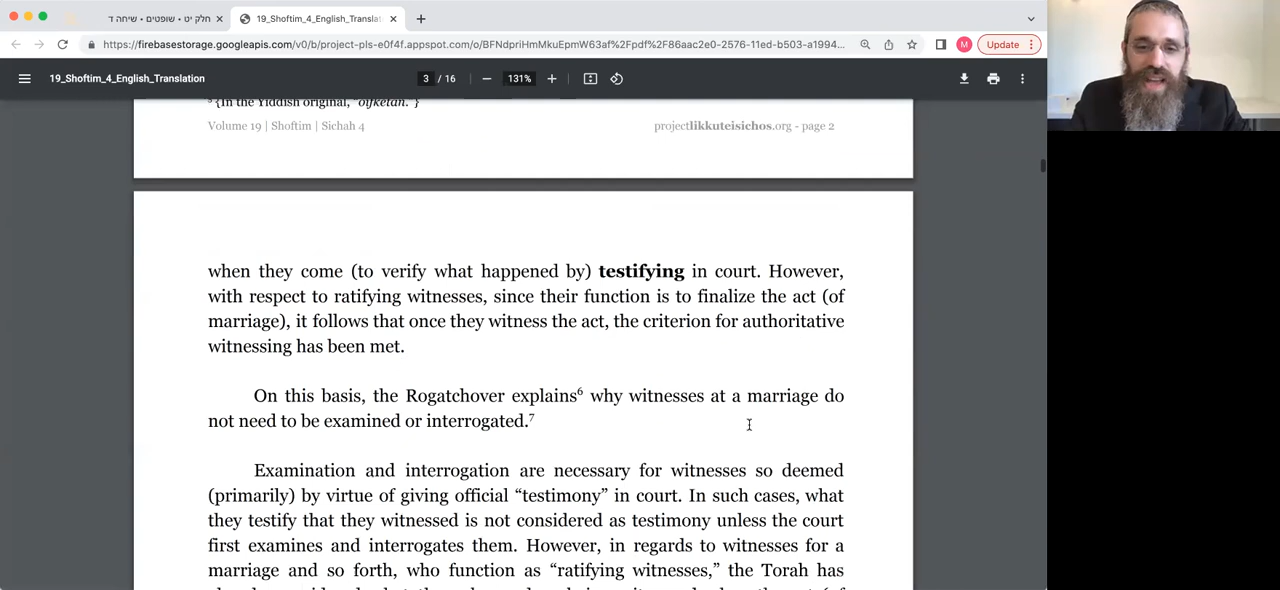 חלק יט • שופטים • שיחה ד
19_Shoftim_4_English_Translat
https://firebasestorage.googleapis.com/v0/b/project-pls-e0f4f.appspot.com/o/BFNdpriHmMkuEpmW63af%2Fpdf%2F86aac2e0-2576-11ed-b503-a1994...
M
Update
19_Shoftim_4_English_Translation
3 / 16
131%
⁵ {In the Yiddish original, "oifketan."}
Volume 19 | Shoftim | Sichah 4
projectlikkuteisichos.org - page 2
when they come (to verify what happened by) testifying in court. However,
with respect to ratifying witnesses, since their function is to finalize the act (of
marriage), it follows that once they witness the act, the criterion for authoritative
witnessing has been met.
On this basis, the Rogatchover explains⁶ why witnesses at a marriage do
not need to be examined or interrogated.⁷
Examination and interrogation are necessary for witnesses so deemed
(primarily) by virtue of giving official “testimony” in court. In such cases, what
they testify that they witnessed is not considered as testimony unless the court
first examines and interrogates them. However, in regards to witnesses for a
marriage and so forth, who function as “ratifying witnesses,” the Torah has